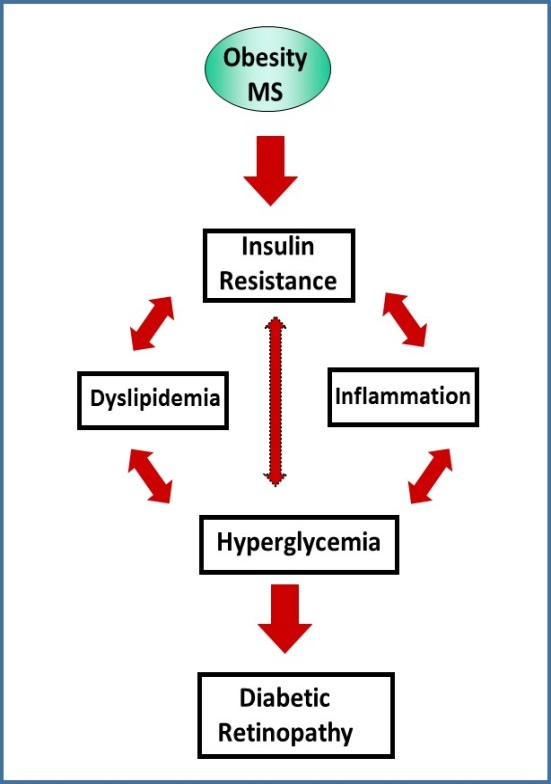 Obesity
MS
Insulin
Resistance
Dyslipidemia
Inflammation
Hyperglycemia
Diabetic
Retinopathy